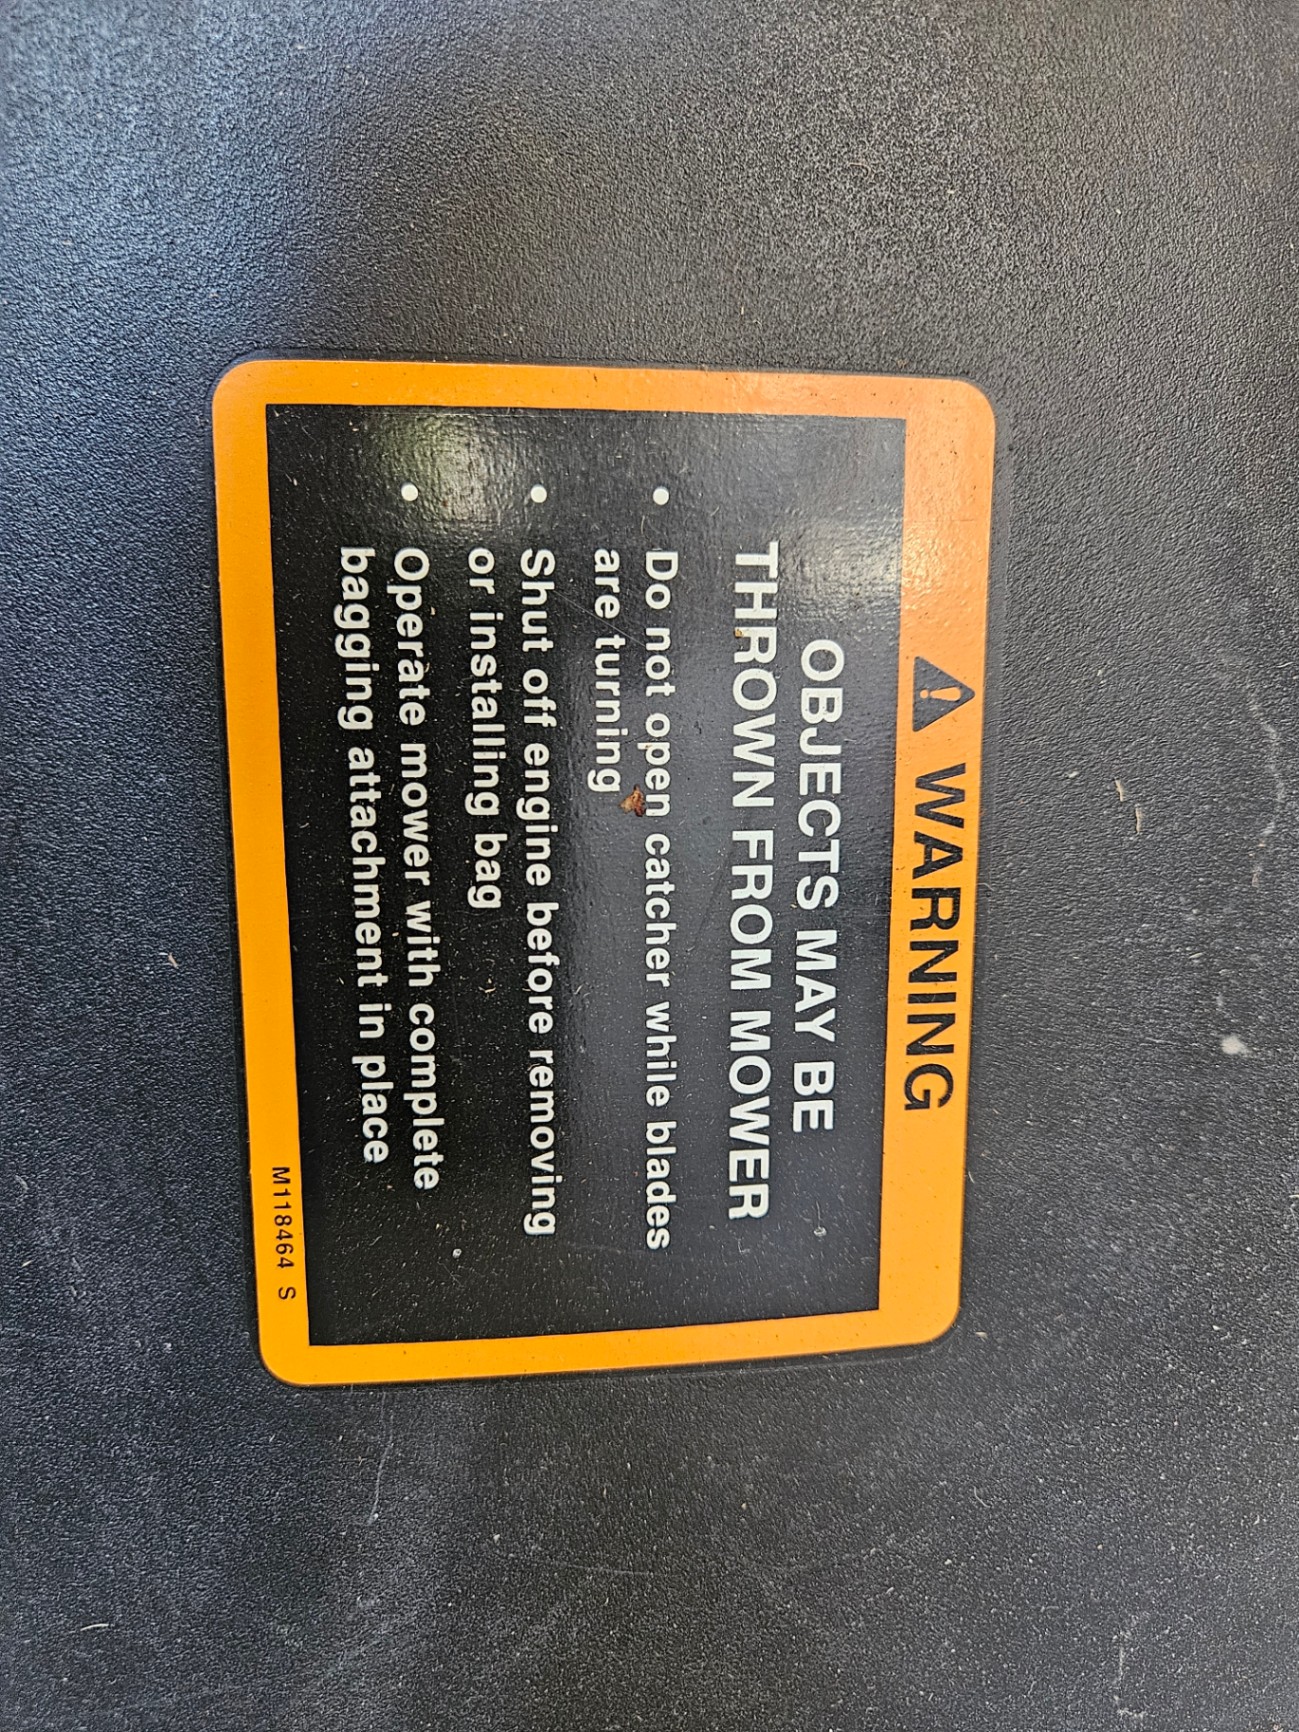 WARNING
OBJECTS MAY BE
THROWN FROM MOWER
• Do not open catcher while blades
are turning
• Shut off engine before removing
or installing bag
• Operate mower with complete
bagging attachment in place
M118464 S